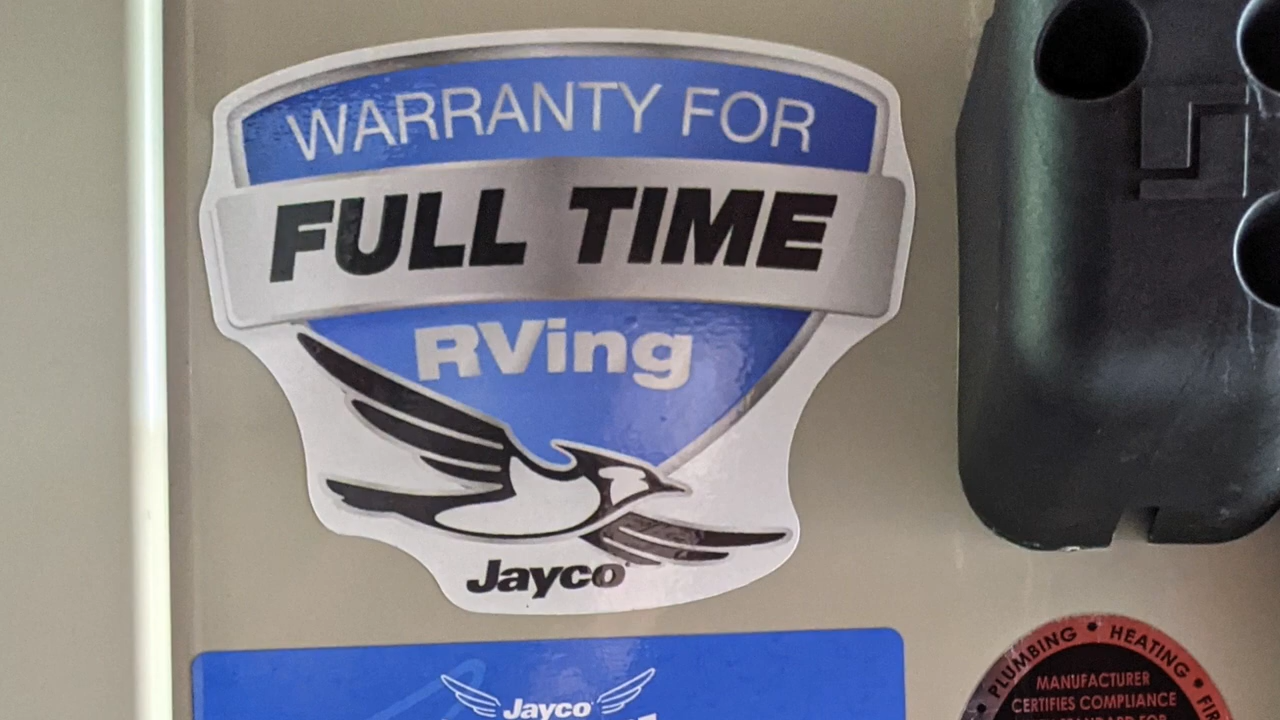 WARRANTY FOR
FULL TIME
RVing
Jayco
Jayco
PLUMBING • HEATING •
MANUFACTURER
CERTIFIES COMPLIANCE